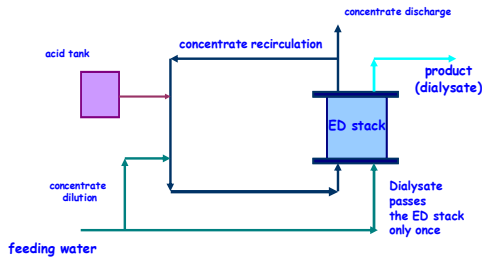 concentrate discharge
concentrate recirculation
acid tank
product
(dialysate)
ED stack
concentrate
dilution
Dialysate
passes
the ED stack
only once
feeding water